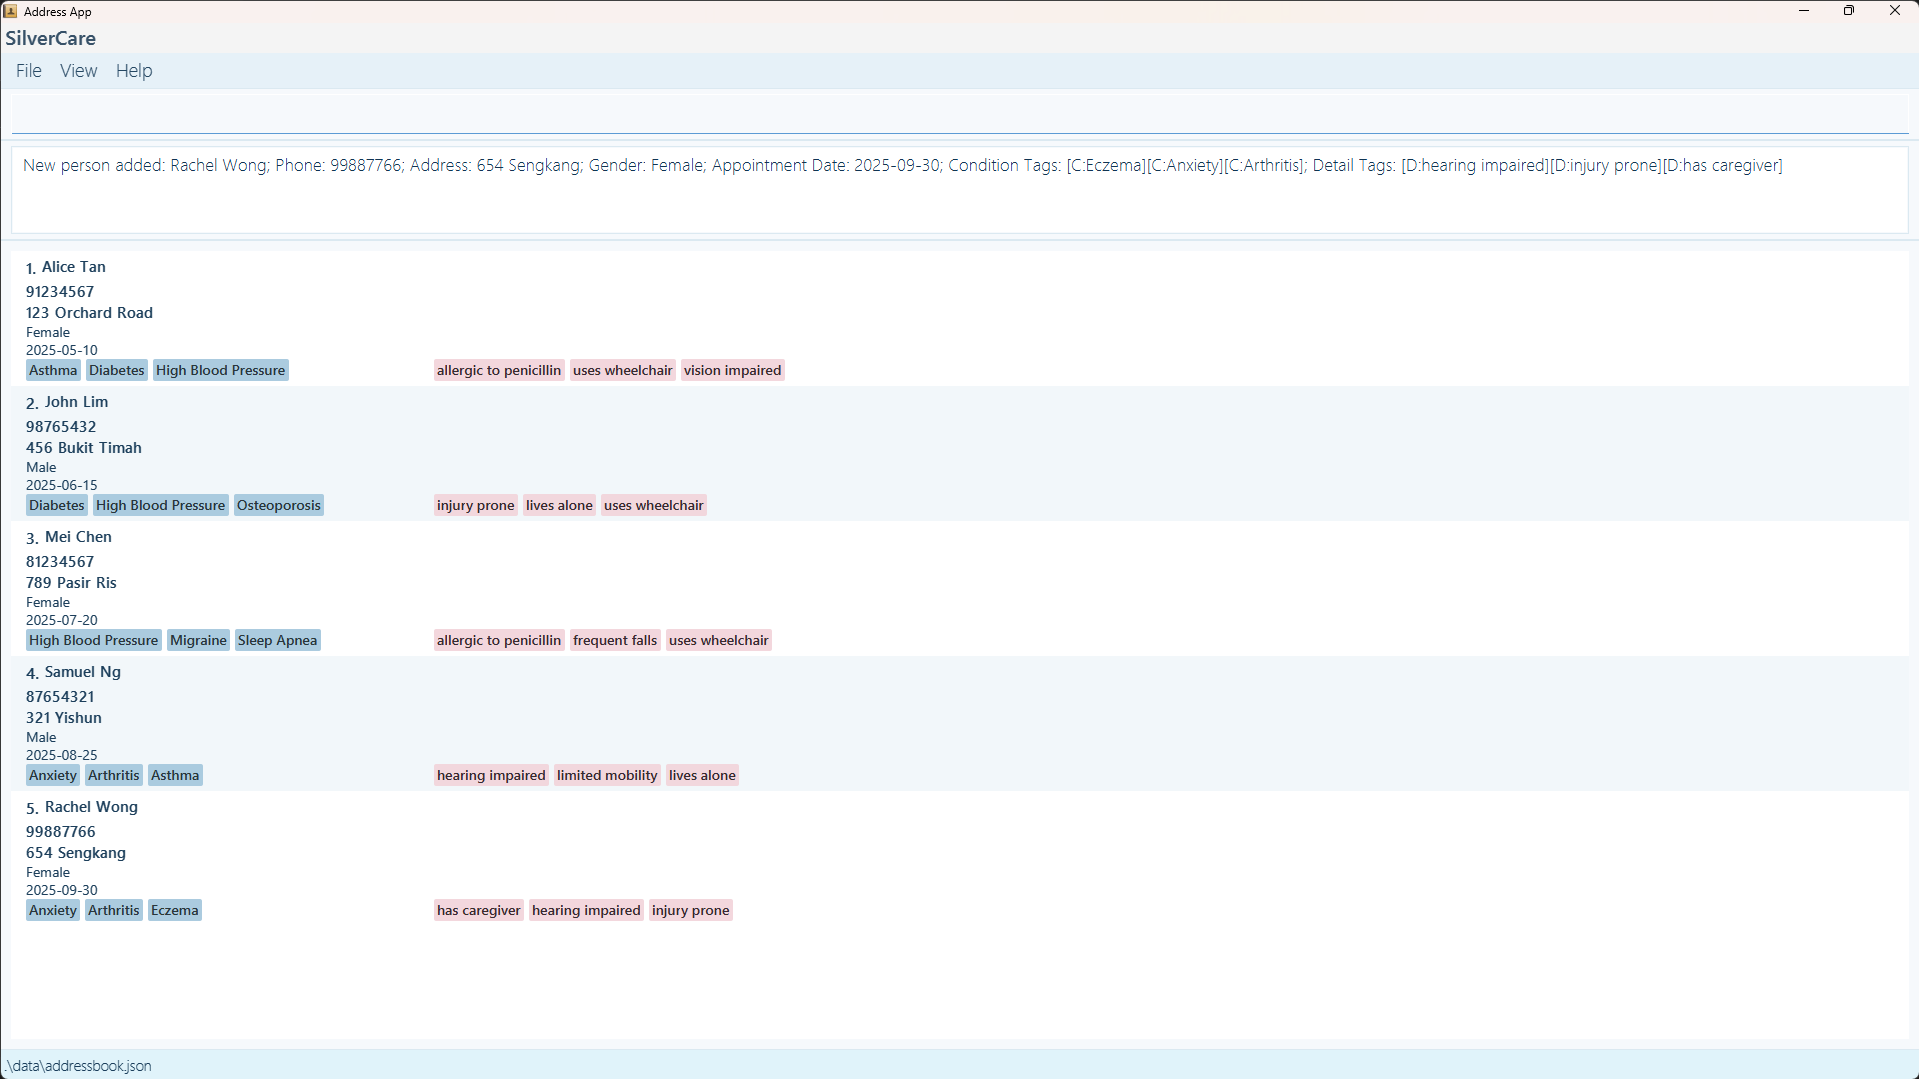 Address App
SilverCare
File View Help
New person added: Rachel Wong; Phone: 99887766; Address: 654 Sengkang; Gender: Female; Appointment Date: 2025-09-30; Condition Tags: [C:Eczema][C:Anxiety][C:Arthritis]; Detail Tags: [D:hearing impaired][D:injury prone][D:has caregiver]
1. Alice Tan
91234567
123 Orchard Road
Female
2025-05-10
Asthma Diabetes High Blood Pressure allergic to penicillin uses wheelchair vision impaired
2. John Lim
98765432
456 Bukit Timah
Male
2025-06-15
Diabetes High Blood Pressure Osteoporosis injury prone lives alone uses wheelchair
3. Mei Chen
81234567
789 Pasir Ris
Female
2025-07-20
High Blood Pressure Migraine Sleep Apnea allergic to penicillin frequent falls uses wheelchair
4. Samuel Ng
87654321
321 Yishun
Male
2025-08-25
Anxiety Arthritis Asthma hearing impaired limited mobility lives alone
5. Rachel Wong
99887766
654 Sengkang
Female
2025-09-30
Anxiety Arthritis Eczema has caregiver hearing impaired injury prone
.\data\addressbook.json